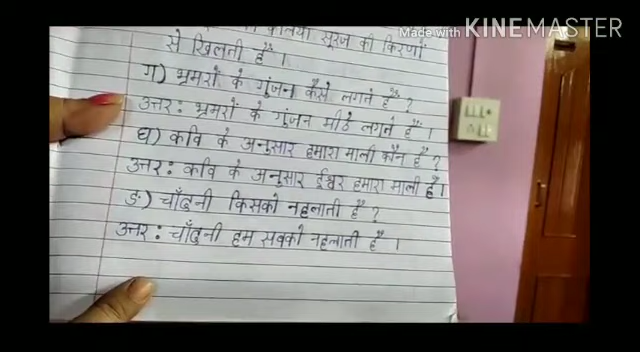 Made with KINEMASTER
कलियाँ सूरज की किरणों
से खिलती हैं ।
ग) भ्रमरों के गुंजन कैसे लगते हैं ?
उत्तर : भ्रमरों के गुंजन मीठे लगते हैं ।
घ) कवि के अनुसार हमारा माली कौन है ?
उत्तर : कवि के अनुसार ईश्वर हमारा माली है ।
ङ) चाँदनी किसको नहलाती है ?
उत्तर : चाँदनी हम सबको नहलाती है ।